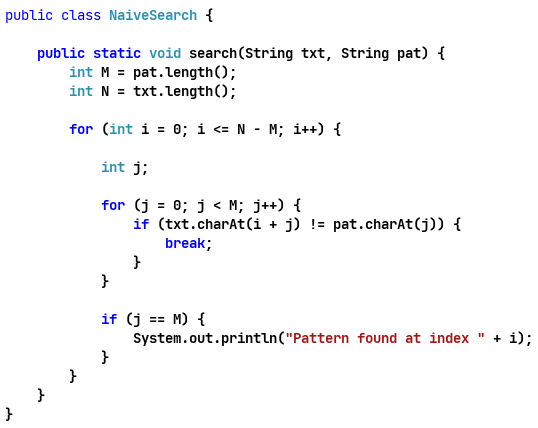 public class NaiveSearch {
    public static void search(String txt, String pat) {
        int M = pat.length();
        int N = txt.length();
        for (int i = 0; i <= N - M; i++) {
            int j;
            for (j = 0; j < M; j++) {
                if (txt.charAt(i + j) != pat.charAt(j)) {
                    break;
                }
            }
            if (j == M) {
                System.out.println("Pattern found at index " + i);
            }
        }
    }
}